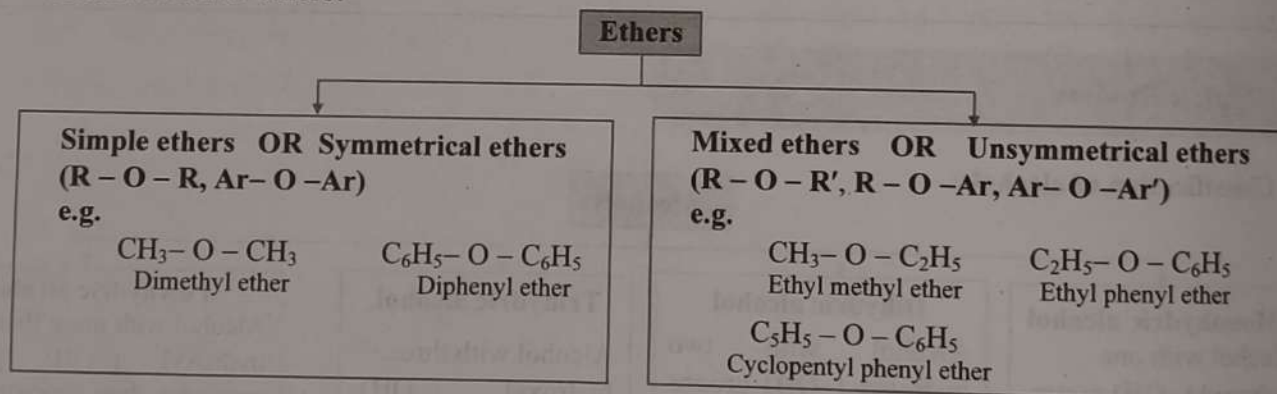 Ethers
Simple ethers OR Symmetrical ethers
(R – O – R, Ar– O –Ar)
e.g.
CH₃– O – CH₃ C₆H₅– O – C₆H₅
Dimethyl ether Diphenyl ether
Mixed ethers OR Unsymmetrical ethers
(R – O – R′, R – O –Ar, Ar– O –Ar′)
e.g.
CH₃– O – C₂H₅ C₂H₅– O – C₆H₅
Ethyl methyl ether Ethyl phenyl ether
C₅H₅ – O – C₆H₅
Cyclopentyl phenyl ether